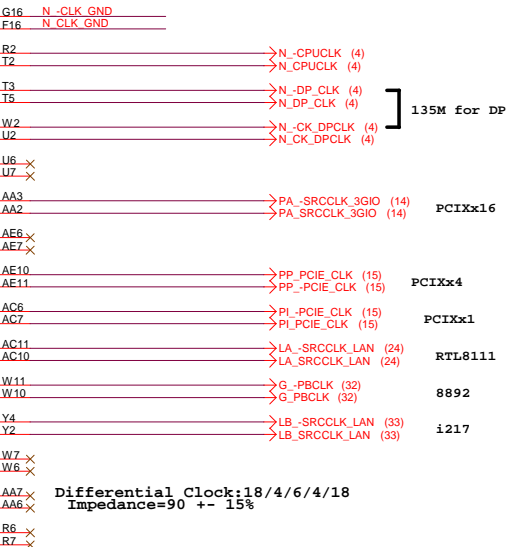 G16 N_-CLK_GND
F16 N_CLK_GND
R2 N_-CPUCLK (4)
T2 N_CPUCLK (4)
T3 N_-DP_CLK (4)
T5 N_DP_CLK (4)
135M for DP
W2 N_-CK_DPCLK (4)
U2 N_CK_DPCLK (4)
U6
U7
AA3 PA_-SRCCLK_3GIO (14)
AA2 PA_SRCCLK_3GIO (14)
PCIXx16
AE6
AE7
AE10 PP_PCIE_CLK (15)
AE11 PP_-PCIE_CLK (15)
PCIXx4
AC6 PI_-PCIE_CLK (15)
AC7 PI_PCIE_CLK (15)
PCIXx1
AC11 LA_-SRCCLK_LAN (24)
AC10 LA_SRCCLK_LAN (24)
RTL8111
W11 G_-PBCLK (32)
W10 G_PBCLK (32)
8892
Y4 LB_-SRCCLK_LAN (33)
Y2 LB_SRCCLK_LAN (33)
i217
W7
W6
AA7 Differential Clock:18/4/6/4/18
AA6 Impedance=90 +- 15%
R6
R7